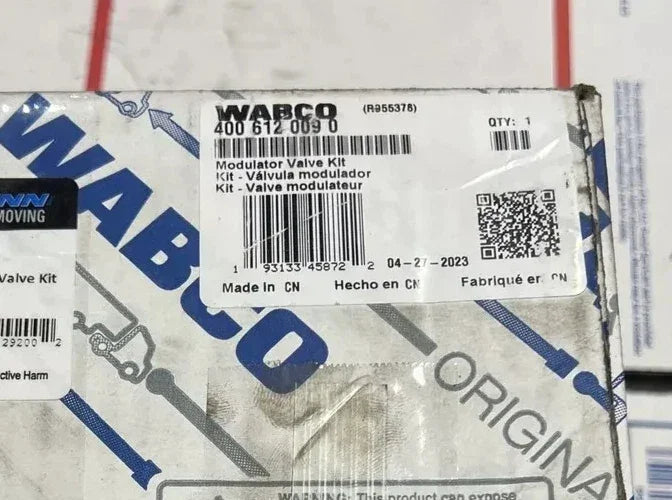 WABCO (R955378)
400 612 009 0 QTY: 1
Modulator Valve Kit
Kit - Válvula modulador
Kit - Valve modulateur
1 93133 45872 2 04-27-2023
Made in CN Hecho en CN Fabriqué en CN
WABCO
ORIGINA
NN
MOVING
Valve Kit
29200 2
ctive Harm
WARNING: This product can expose